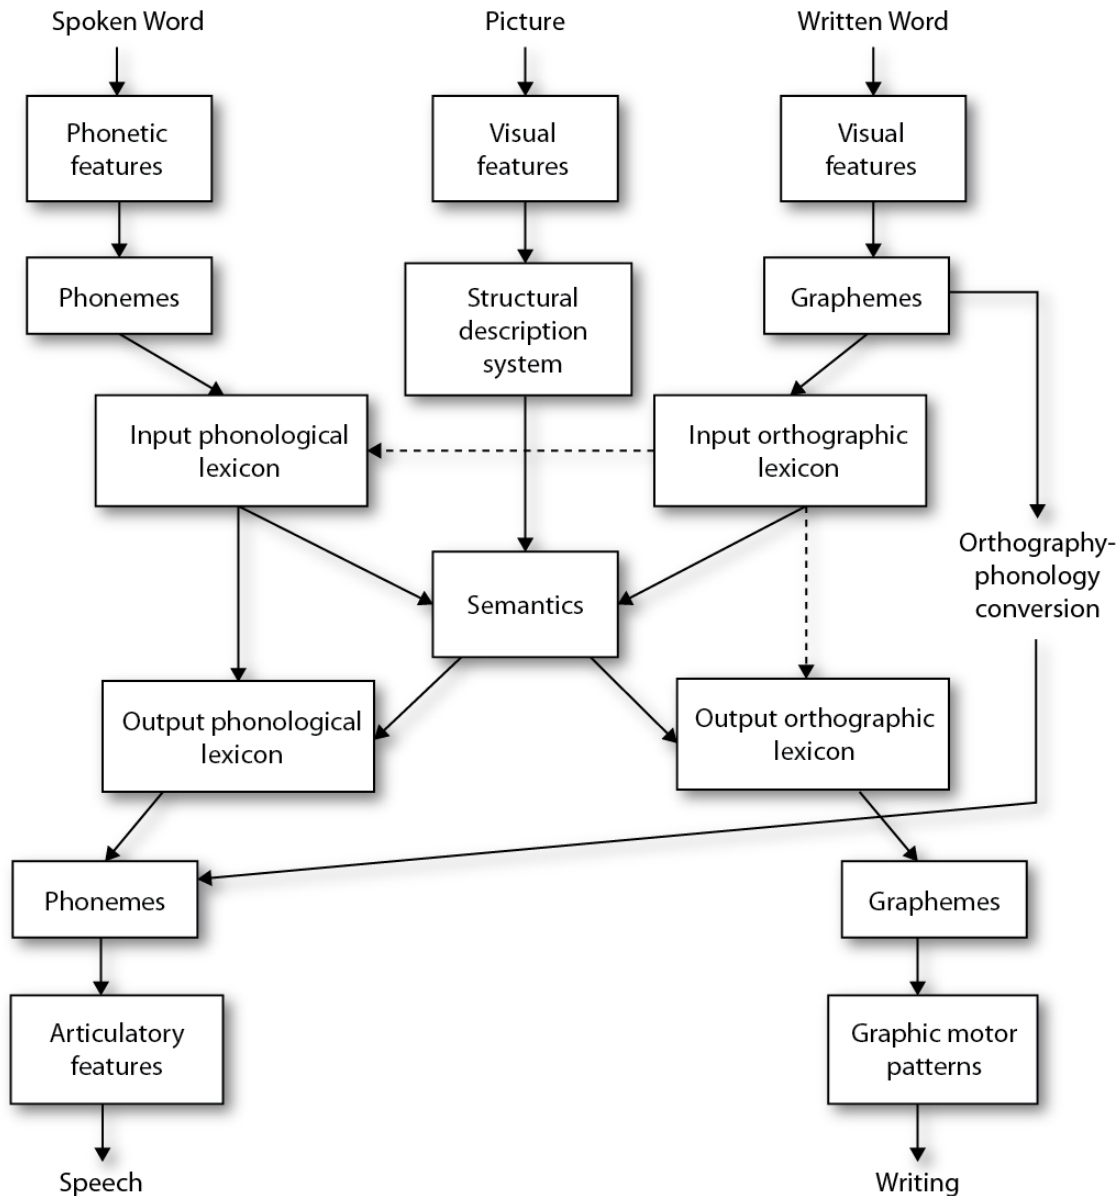 Spoken Word
Picture
Written Word
Phonetic
features
Visual
features
Visual
features
Phonemes
Structural
description
system
Graphemes
Input phonological
lexicon
Input orthographic
lexicon
Semantics
Orthography-
phonology
conversion
Output phonological
lexicon
Output orthographic
lexicon
Phonemes
Graphemes
Articulatory
features
Graphic motor
patterns
Speech
Writing